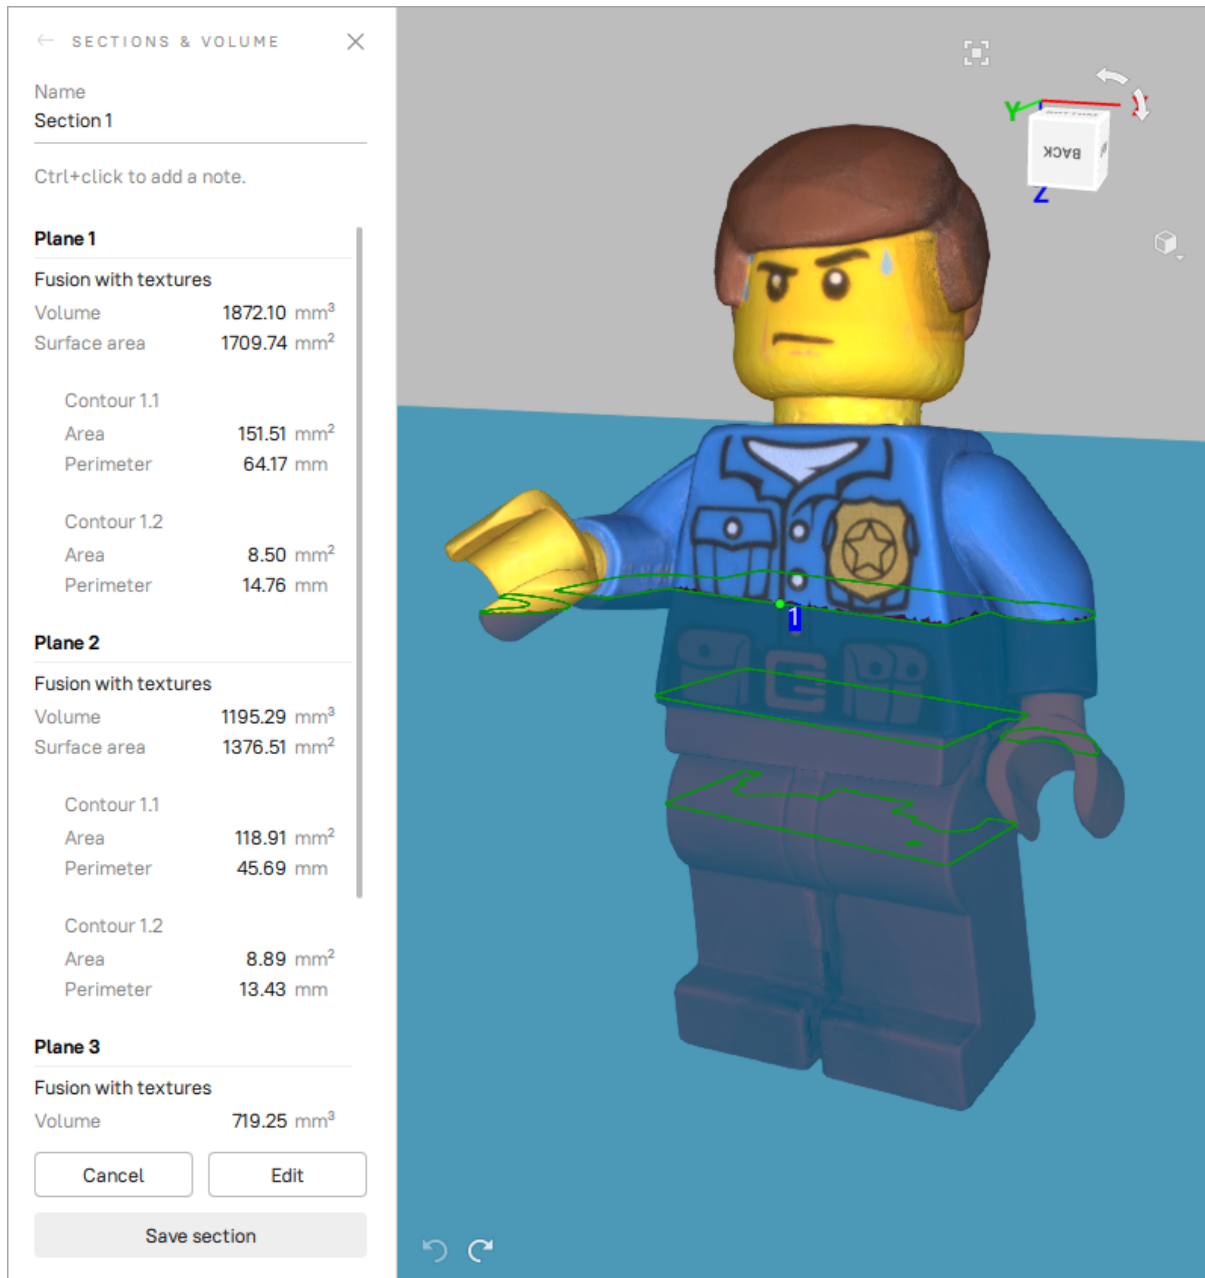 SECTIONS & VOLUME
Name
Section 1
Ctrl+click to add a note.
Plane 1
Fusion with textures
Volume 1872.10 mm³
Surface area 1709.74 mm²
Contour 1.1
Area 151.51 mm²
Perimeter 64.17 mm
Contour 1.2
Area 8.50 mm²
Perimeter 14.76 mm
Plane 2
Fusion with textures
Volume 1195.29 mm³
Surface area 1376.51 mm²
Contour 1.1
Area 118.91 mm²
Perimeter 45.69 mm
Contour 1.2
Area 8.89 mm²
Perimeter 13.43 mm
Plane 3
Fusion with textures
Volume 719.25 mm³
Cancel Edit
Save section
Y
BOTTOM
BACK
Z
1